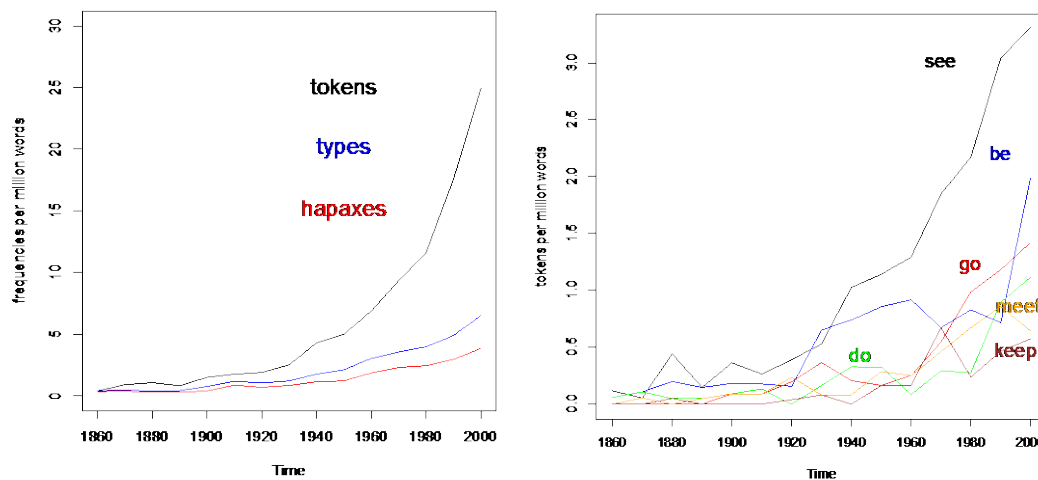 30
25
20
15
10
5
0
frequencies per million words
tokens
types
hapaxes
1860 1880 1900 1920 1940 1960 1980 2000
Time
3.0
2.5
2.0
1.5
1.0
0.5
0.0
tokens per million words
see
be
go
meet
do
keep
1860 1880 1900 1920 1940 1960 1980 200
Time